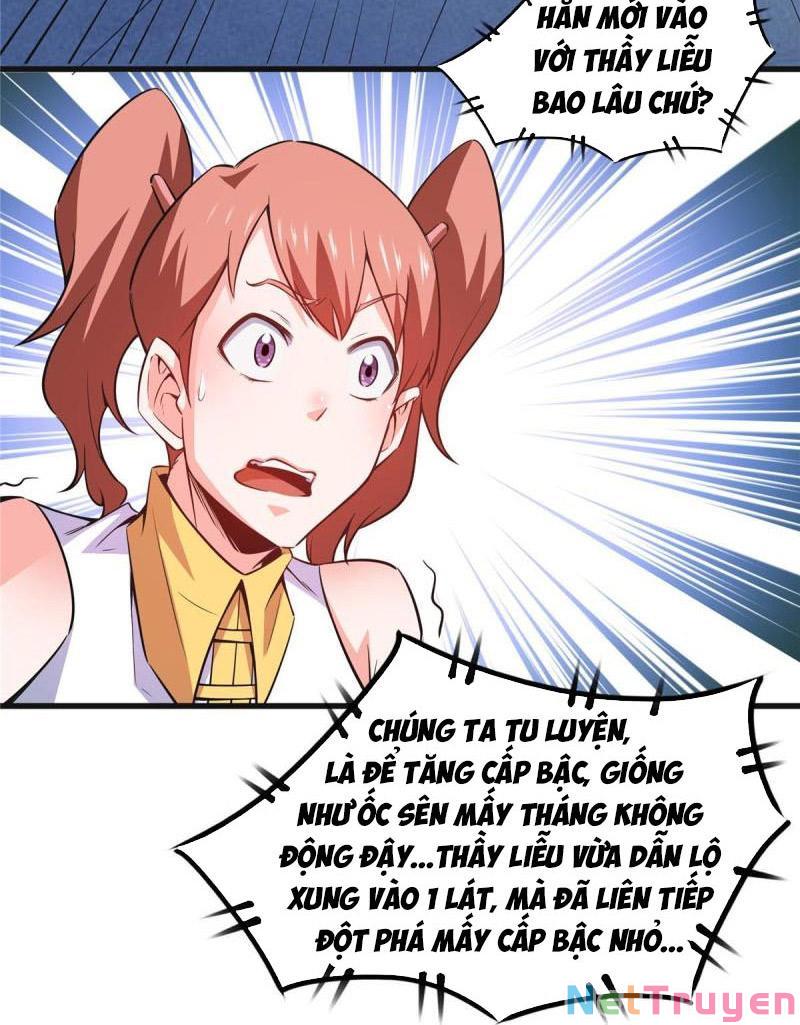 HẮN MỚI VÀO
VỚI THẦY LIỄU
BAO LÂU CHỨ?
CHÚNG TA TU LUYỆN,
LÀ ĐỂ TĂNG CẤP BẬC, GIỐNG
NHƯ ỐC SÊN MẤY THÁNG KHÔNG
ĐỘNG ĐẬY...THẦY LIỄU VỪA DẪN LỘ
XUNG VÀO 1 LÁT, MÀ ĐÃ LIÊN TIẾP
ĐỘT PHÁ MẤY CẤP BẬC NHỎ...
NetTruyen